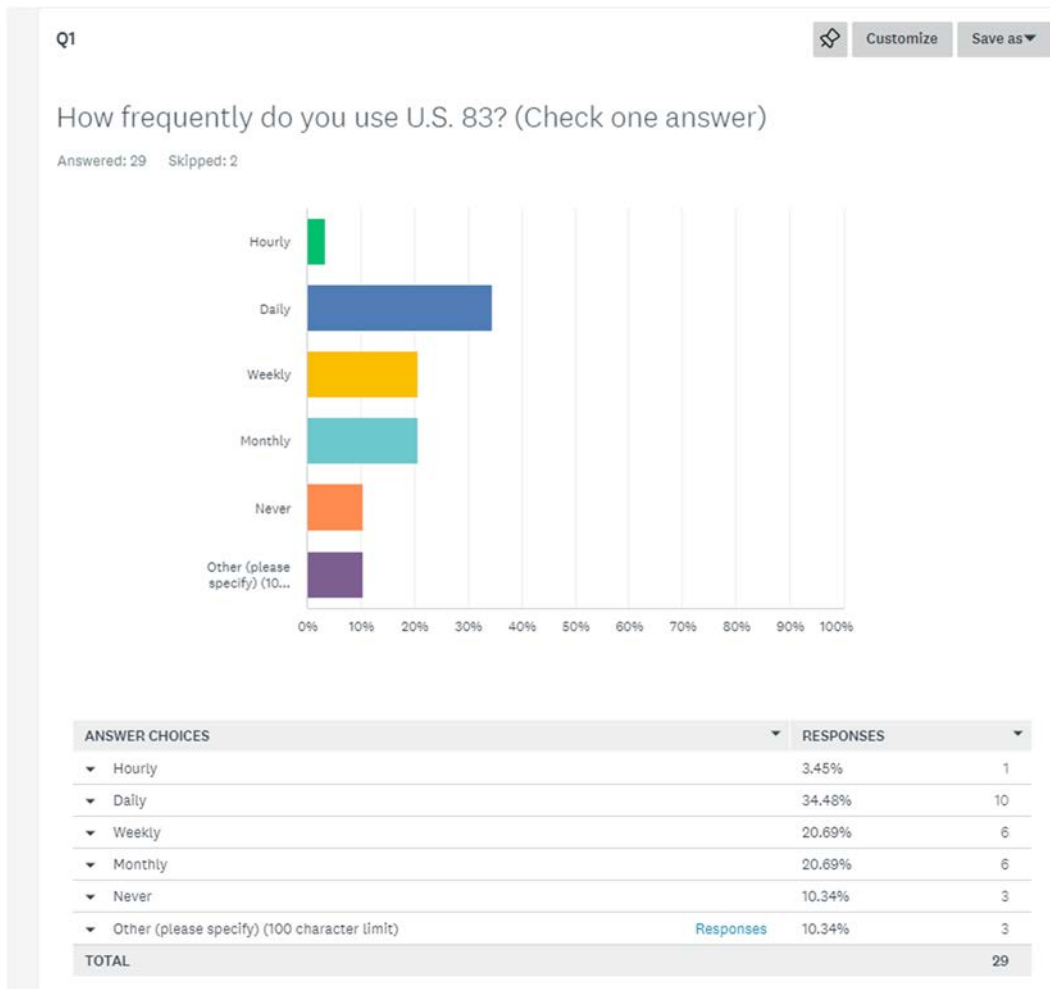 Q1
Customize
Save as
How frequently do you use U.S. 83? (Check one answer)
Answered: 29 Skipped: 2
Hourly
Daily
Weekly
Monthly
Never
Other (please
specify) (10...
0% 10% 20% 30% 40% 50% 60% 70% 80% 90% 100%
ANSWER CHOICES RESPONSES
Hourly 3.45% 1
Daily 34.48% 10
Weekly 20.69% 6
Monthly 20.69% 6
Never 10.34% 3
Other (please specify) (100 character limit) Responses 10.34% 3
TOTAL 29